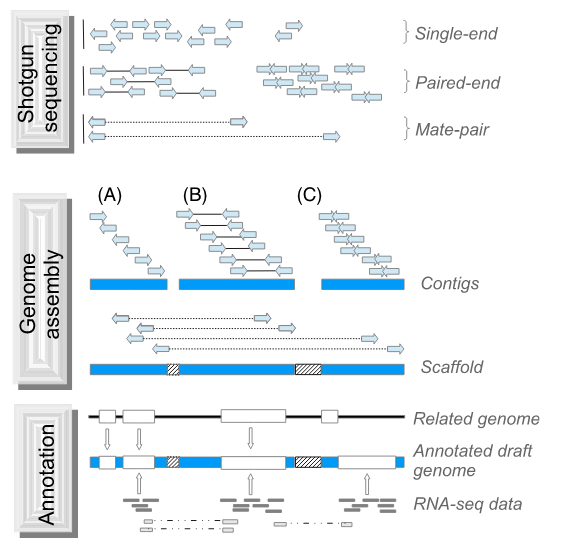 Shotgun
sequencing
Single-end
Paired-end
Mate-pair
Genome
assembly
(A)
(B)
(C)
Contigs
Scaffold
Annotation
Related genome
Annotated draft
genome
RNA-seq data